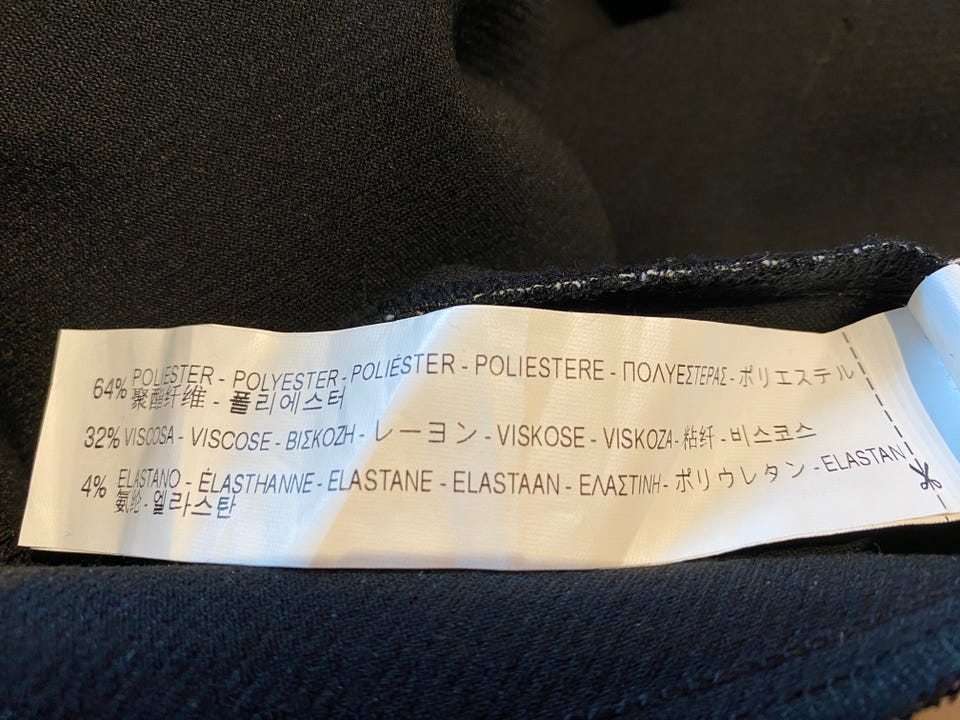 64% POLIESTER - POLYESTER - POLIÉSTER - POLIESTERE - ΠΟΛΥΕΣΤΕΡΑΣ - ポリエステル
聚酯纤维 - 폴리에스터
32% VISCOSA - VISCOSE - ΒΙΣΚΟΖΗ - レーヨン - VISKOSE - VISKOZA - 粘纤 - 비스코스
4% ELASTANO - ÉLASTHANNE - ELASTANE - ELASTAAN - ΕΛΑΣΤΙΝΗ - ポリウレタン - ELASTAN
氨纶 - 엘라스탄